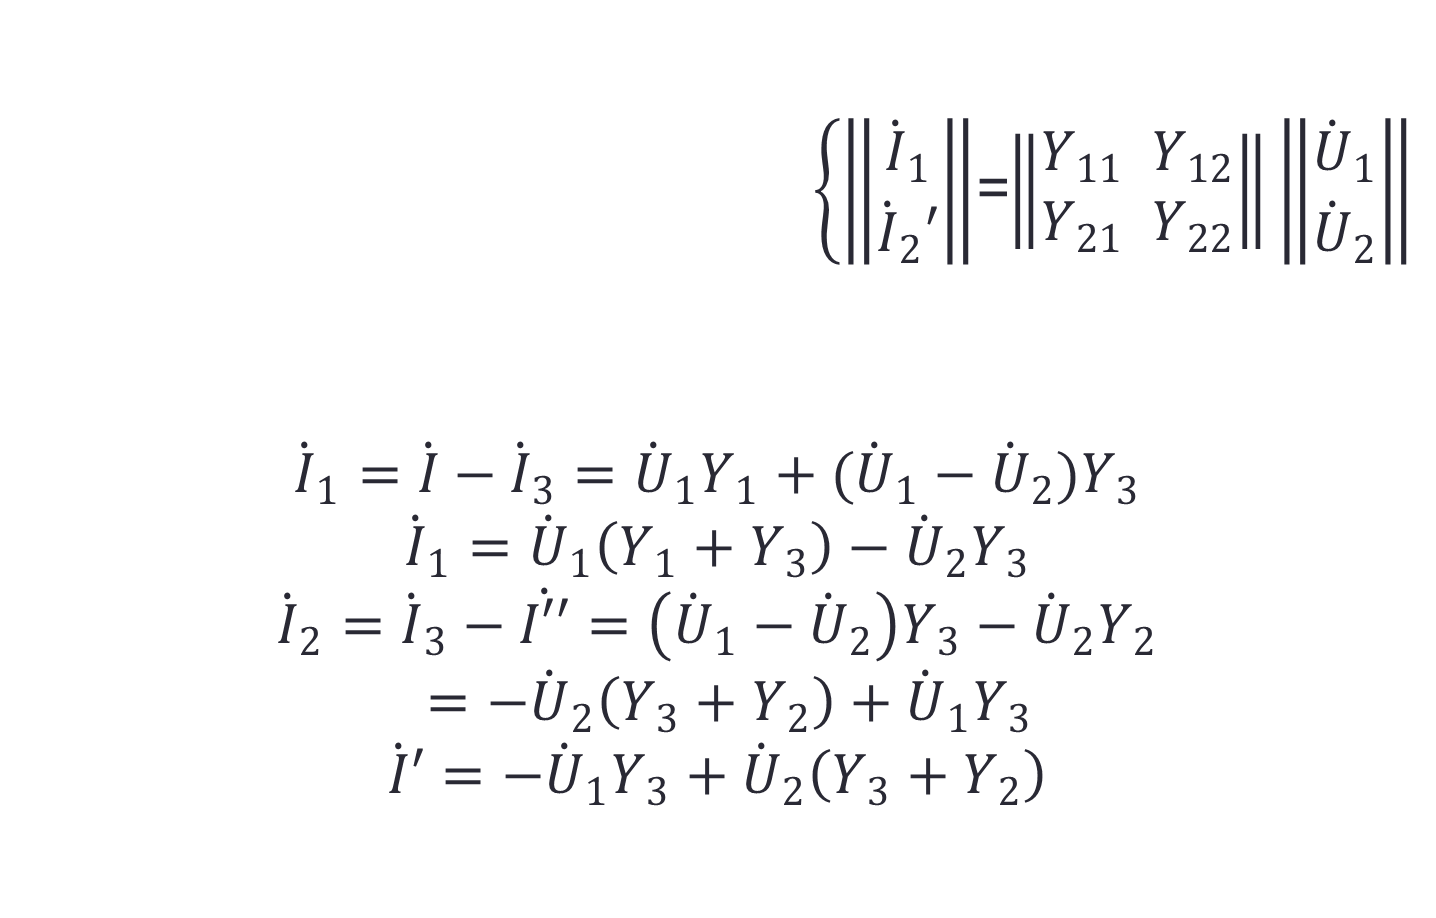 {‖İ₁ İ₂′‖=‖Y₁₁ Y₁₂ Y₂₁ Y₂₂‖ ‖U̇₁ U̇₂‖
İ₁ = İ − İ₃ = U̇₁Y₁ + (U̇₁ − U̇₂)Y₃
İ₁ = U̇₁(Y₁ + Y₃) − U̇₂Y₃
İ₂ = İ₃ − İ′′ = (U̇₁ − U̇₂)Y₃ − U̇₂Y₂
= −U̇₂(Y₃ + Y₂) + U̇₁Y₃
İ′ = −U̇₁Y₃ + U̇₂(Y₃ + Y₂)